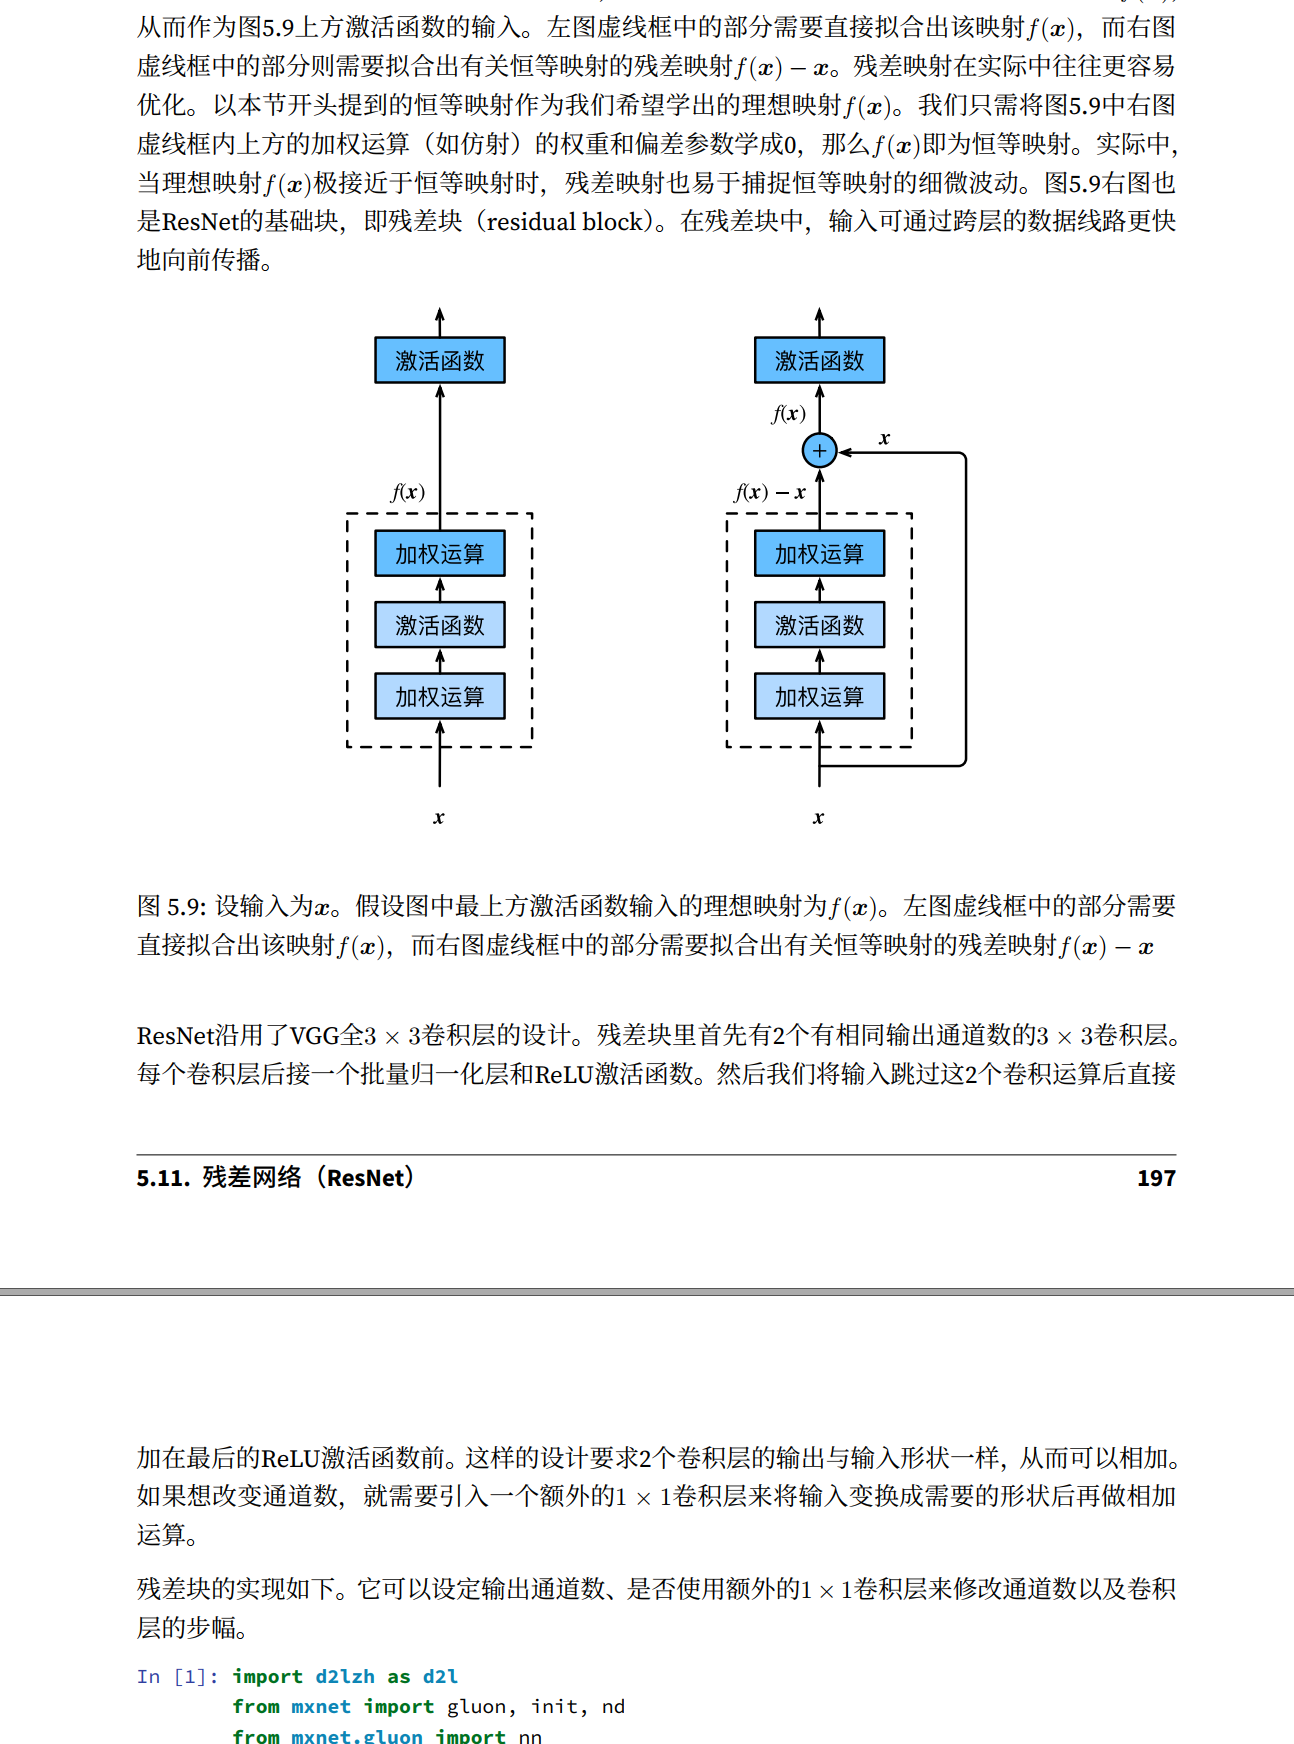 从而作为图5.9上方激活函数的输入。左图虚线框中的部分需要直接拟合出该映射f(x)，而右图
虚线框中的部分则需要拟合出有关恒等映射的残差映射f(x) − x。残差映射在实际中往往更容易
优化。以本节开头提到的恒等映射作为我们希望学出的理想映射f(x)。我们只需将图5.9中右图
虚线框内上方的加权运算（如仿射）的权重和偏差参数学成0，那么f(x)即为恒等映射。实际中，
当理想映射f(x)极接近于恒等映射时，残差映射也易于捕捉恒等映射的细微波动。图5.9右图也
是ResNet的基础块，即残差块（residual block）。在残差块中，输入可通过跨层的数据线路更快
地向前传播。
激活函数
f(x)
加权运算
激活函数
加权运算
x
激活函数
f(x)
+
x
f(x) − x
加权运算
激活函数
加权运算
x
图 5.9: 设输入为x。假设图中最上方激活函数输入的理想映射为f(x)。左图虚线框中的部分需要
直接拟合出该映射f(x)，而右图虚线框中的部分需要拟合出有关恒等映射的残差映射f(x) − x
ResNet沿用了VGG全3 × 3卷积层的设计。残差块里首先有2个有相同输出通道数的3 × 3卷积层。
每个卷积层后接一个批量归一化层和ReLU激活函数。然后我们将输入跳过这2个卷积运算后直接
5.11. 残差网络（ResNet） 197
加在最后的ReLU激活函数前。这样的设计要求2个卷积层的输出与输入形状一样，从而可以相加。
如果想改变通道数，就需要引入一个额外的1 × 1卷积层来将输入变换成需要的形状后再做相加
运算。
残差块的实现如下。它可以设定输出通道数、是否使用额外的1 × 1卷积层来修改通道数以及卷积
层的步幅。
In [1]: import d2lzh as d2l
from mxnet import gluon, init, nd
from mxnet.gluon import nn